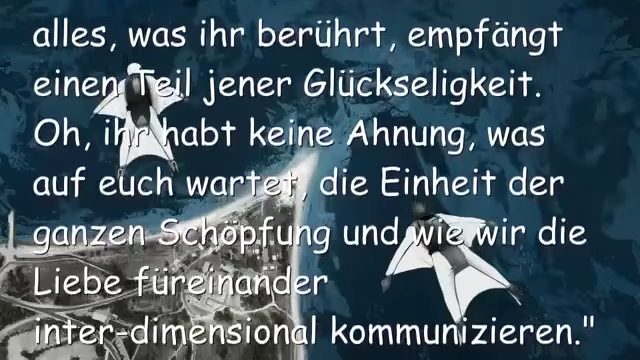 alles, was ihr berührt, empfängt
einen Teil jener Glückseligkeit.
Oh, ihr habt keine Ahnung, was
auf euch wartet, die Einheit der
ganzen Schöpfung und wie wir die
Liebe füreinander
inter-dimensional kommunizieren."